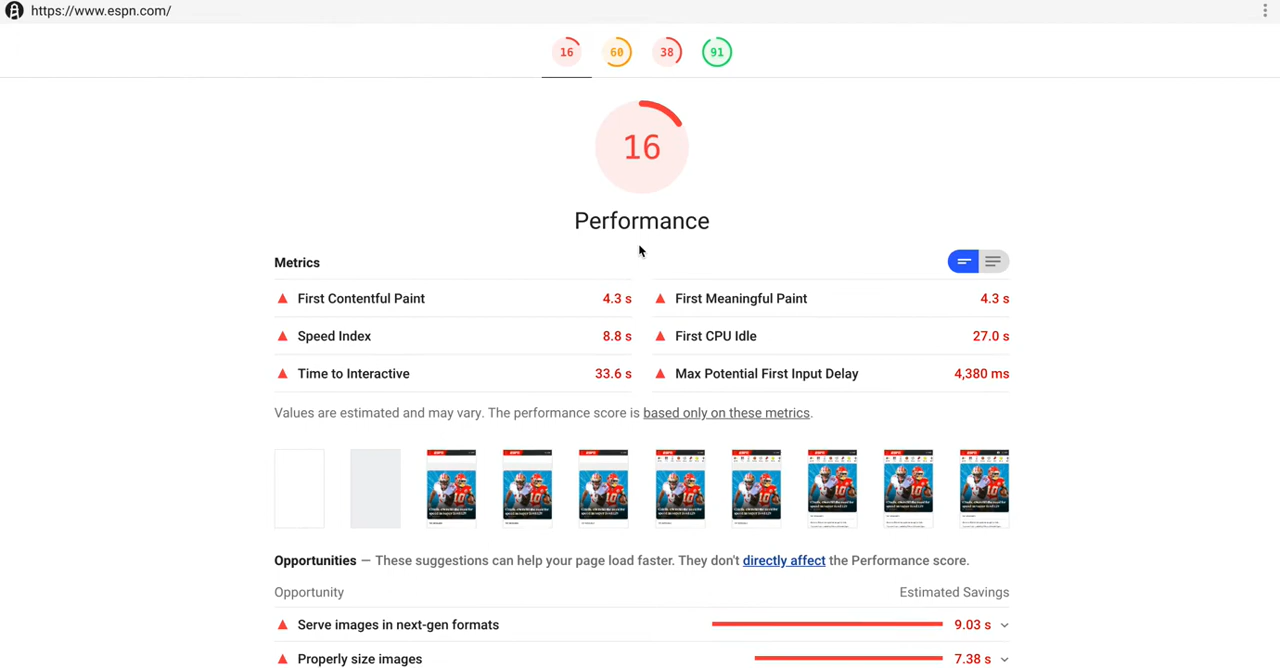 https://www.espn.com/
16 60 38 91
16
Performance
Metrics
First Contentful Paint 4.3 s First Meaningful Paint 4.3 s
Speed Index 8.8 s First CPU Idle 27.0 s
Time to Interactive 33.6 s Max Potential First Input Delay 4,380 ms
Values are estimated and may vary. The performance score is based only on these metrics.
Opportunities — These suggestions can help your page load faster. They don't directly affect the Performance score.
Opportunity Estimated Savings
Serve images in next-gen formats 9.03 s
Properly size images 7.38 s